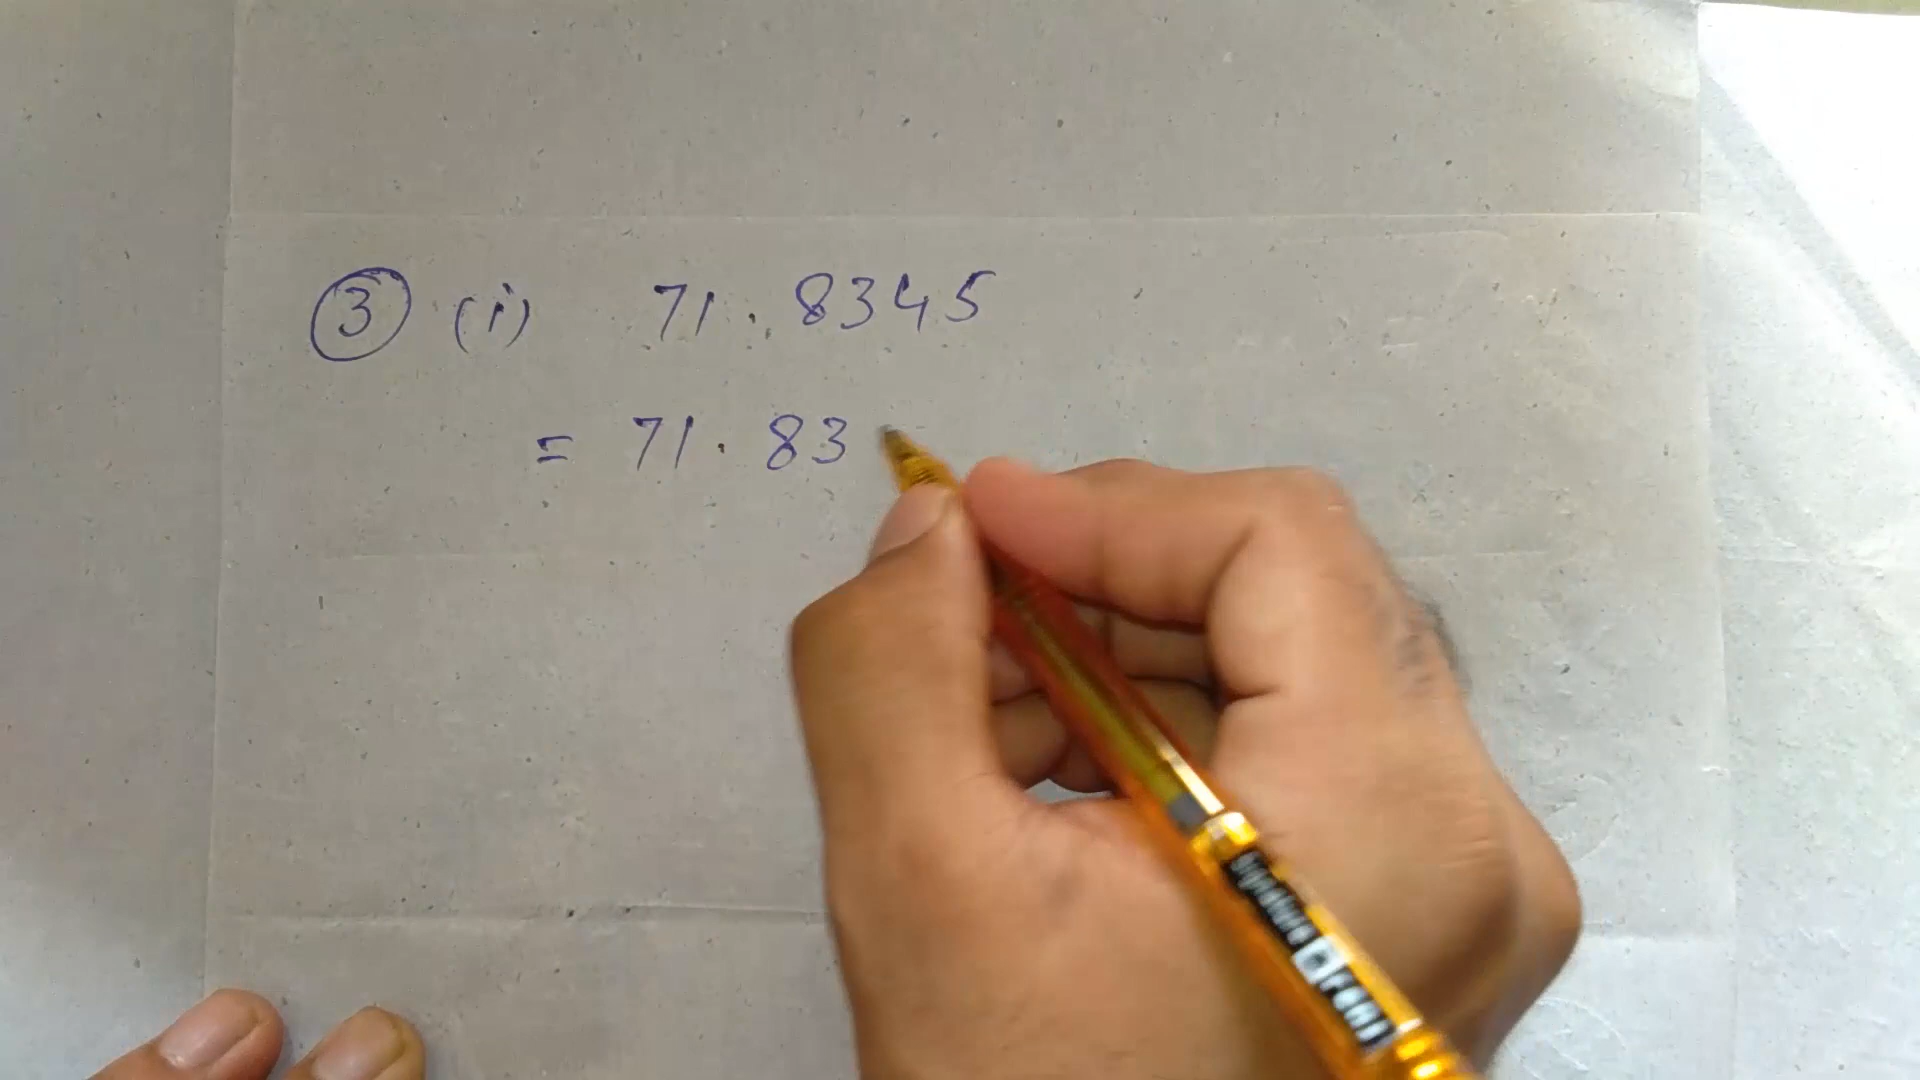 ③ (i) 71.8345
= 71.83